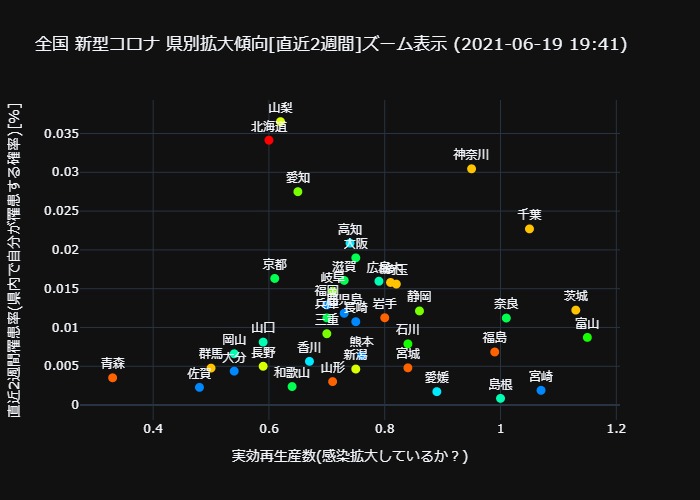 全国 新型コロナ 県別拡大傾向[直近2週間]ズーム表示 (2021-06-19 19:41)
直近2週間罹患率(県内で自分が罹患する確率)[%]
0.035
0.03
0.025
0.02
0.015
0.01
0.005
0
山梨
北海道
神奈川
愛知
千葉
高知
大阪
京都
滋賀
広島
埼玉
岐阜
福岡
兵庫
鹿児島
長崎
岩手
静岡
奈良
茨城
三重
石川
富山
山口
岡山
香川
熊本
福島
群馬
大分
長野
新潟
宮城
青森
佐賀
和歌山
山形
愛媛
島根
宮崎
0.4
0.6
0.8
1
1.2
実効再生産数(感染拡大しているか？)